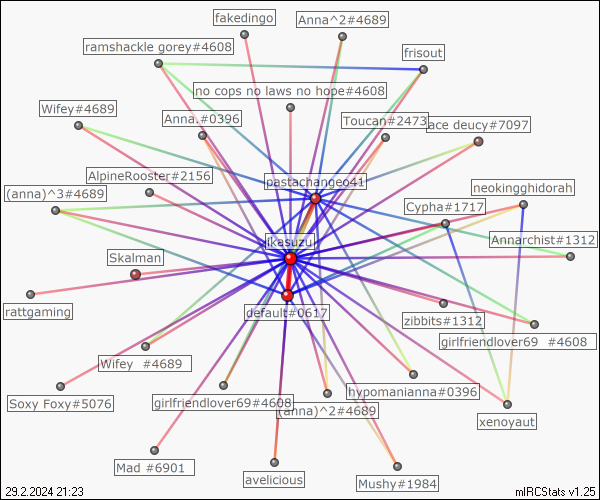 fakedingo
Anna^2#4689
ramshackle gorey#4608
frisout
no cops no laws no hope#4608
Wifey#4689
Anna.#0396
Toucan#2473
ace deucy#7097
AlpineRooster#2156
pastachangeo41
neokingghidorah
(anna)^3#4689
Cypha#1717
ikasuzu
Annarchist#1312
Skalman
rattgaming
default#0617
zibbits#1312
girlfriendlover69 #4608
Wifey #4689
Soxy Foxy#5076
girlfriendlover69#4608
hypomanianna#0396
(anna)^2#4689
xenoyaut
Mad #6901
avelicious
Mushy#1984
29.2.2024 21:23
mIRCStats v1.25